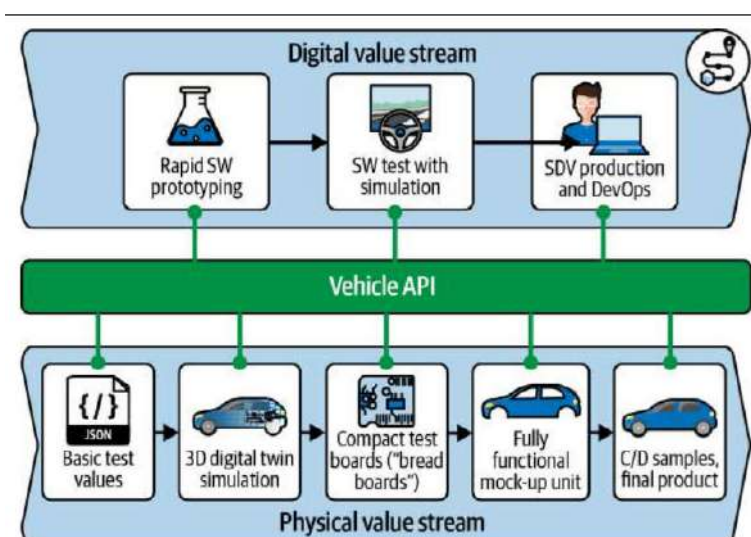 Digital value stream
Rapid SW
prototyping
SW test with
simulation
SDV production
and DevOps
Vehicle API
{/}
JSON
Basic test
values
3D digital twin
simulation
Compact test
boards (“bread
boards”)
Fully
functional
mock-up unit
C/D samples,
final product
Physical value stream